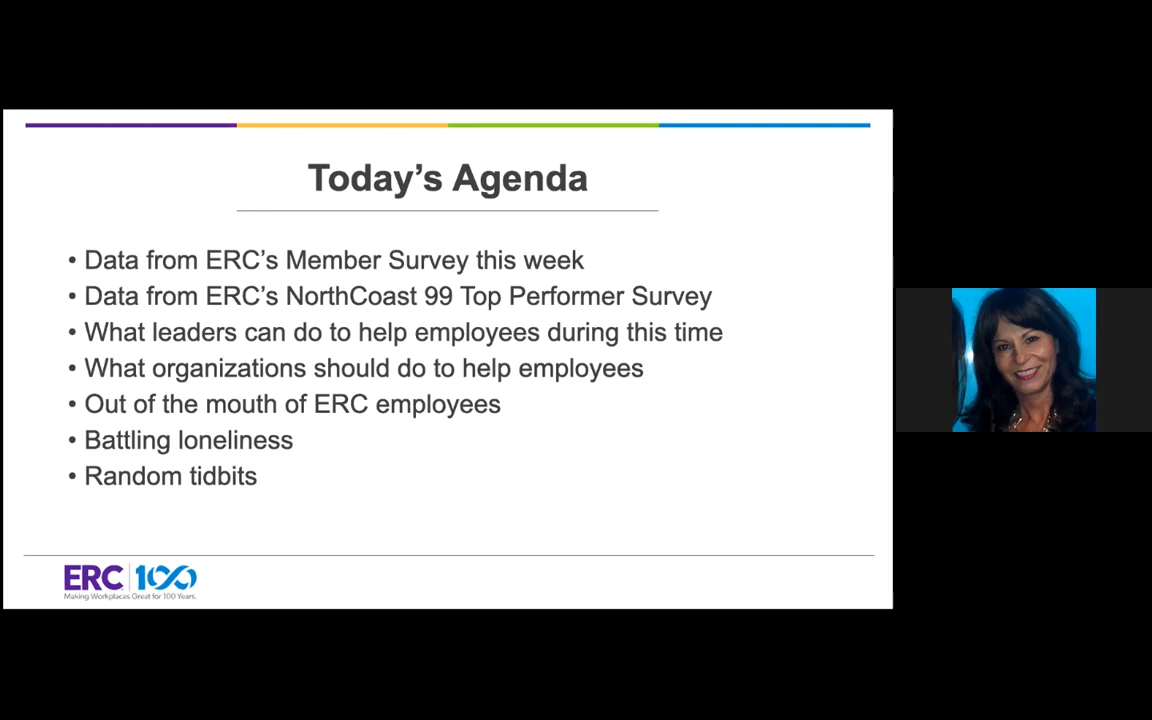 Today’s Agenda
• Data from ERC’s Member Survey this week
• Data from ERC’s NorthCoast 99 Top Performer Survey
• What leaders can do to help employees during this time
• What organizations should do to help employees
• Out of the mouth of ERC employees
• Battling loneliness
• Random tidbits
ERC 100
Making Workplaces Great for 100 Years.